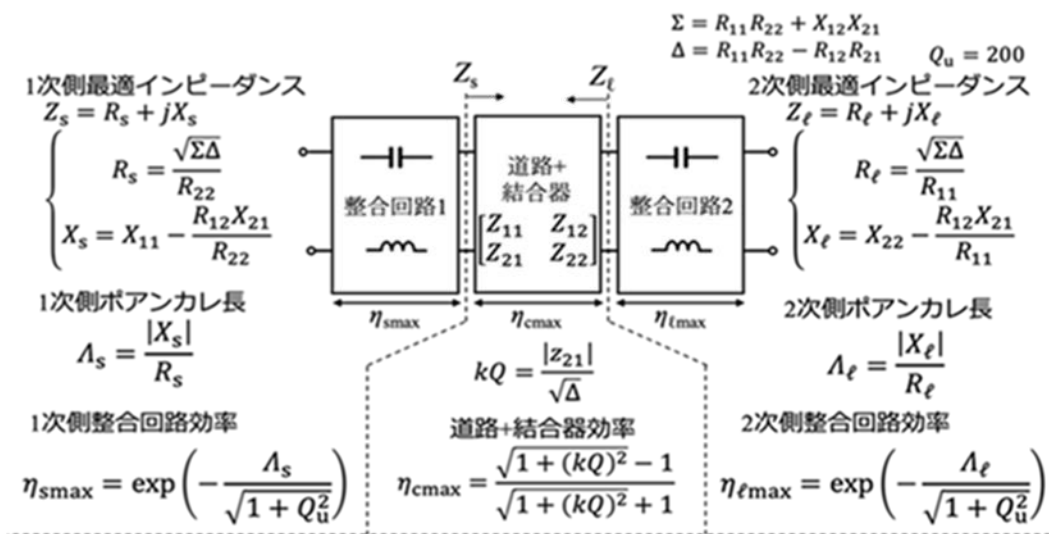 Σ = R₁₁R₂₂ + X₁₂X₂₁
Δ = R₁₁R₂₂ − R₁₂R₂₁
Qᵤ = 200
1次側最適インピーダンス
Zₛ = Rₛ + jXₛ
Rₛ = √(ΣΔ) / R₂₂
Xₛ = X₁₁ − R₁₂X₂₁ / R₂₂
1次側ポアンカレ長
Λₛ = |Xₛ| / Rₛ
1次側整合回路効率
ηsmax = exp(−Λₛ / √(1 + Qᵤ²))
Zₛ
Zℓ
整合回路1
道路+
結合器
[Z₁₁ Z₁₂
Z₂₁ Z₂₂]
整合回路2
ηsmax
ηcmax
ηℓmax
kQ = |z₂₁| / √Δ
道路+結合器効率
ηcmax = (√(1 + (kQ)²) − 1) / (√(1 + (kQ)²) + 1)
2次側最適インピーダンス
Zℓ = Rℓ + jXℓ
Rℓ = √(ΣΔ) / R₁₁
Xℓ = X₂₂ − R₁₂X₂₁ / R₁₁
2次側ポアンカレ長
Λℓ = |Xℓ| / Rℓ
2次側整合回路効率
ηℓmax = exp(−Λℓ / √(1 + Qᵤ²))